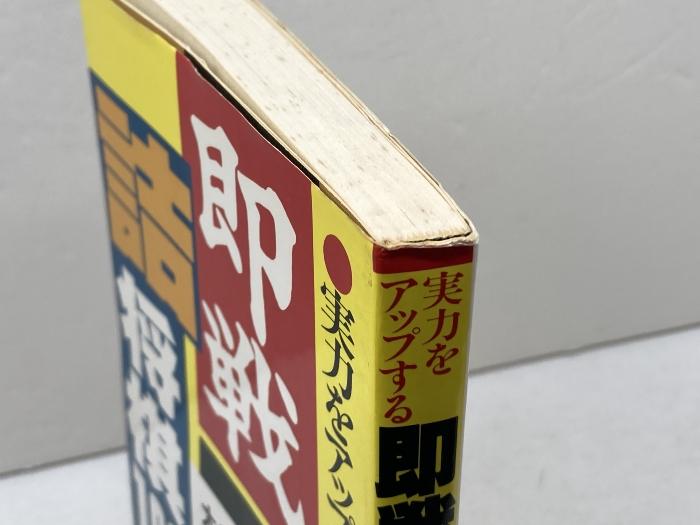 実力をアップ
即戦
詰
将棋
実力を
アップする
即戦